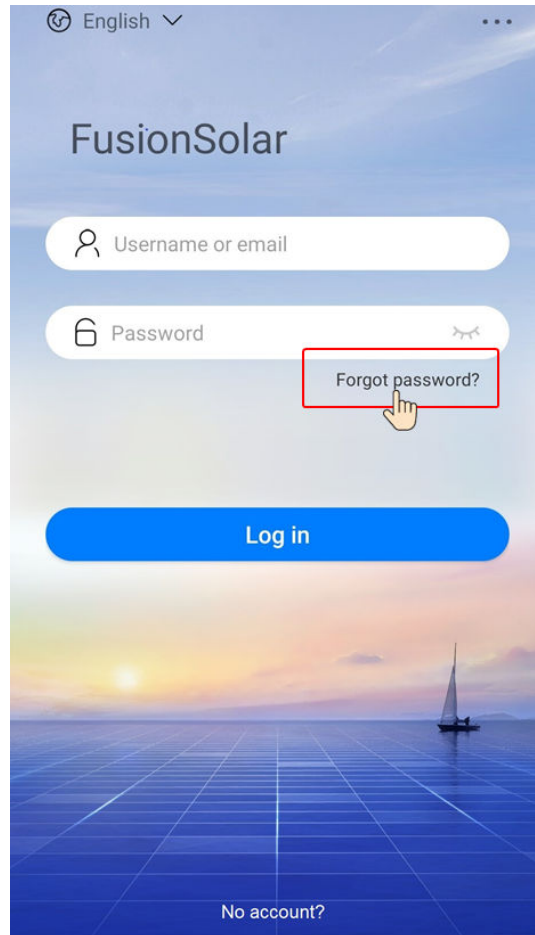 English
FusionSolar
Username or email
Password
Forgot password?
Log in
No account?